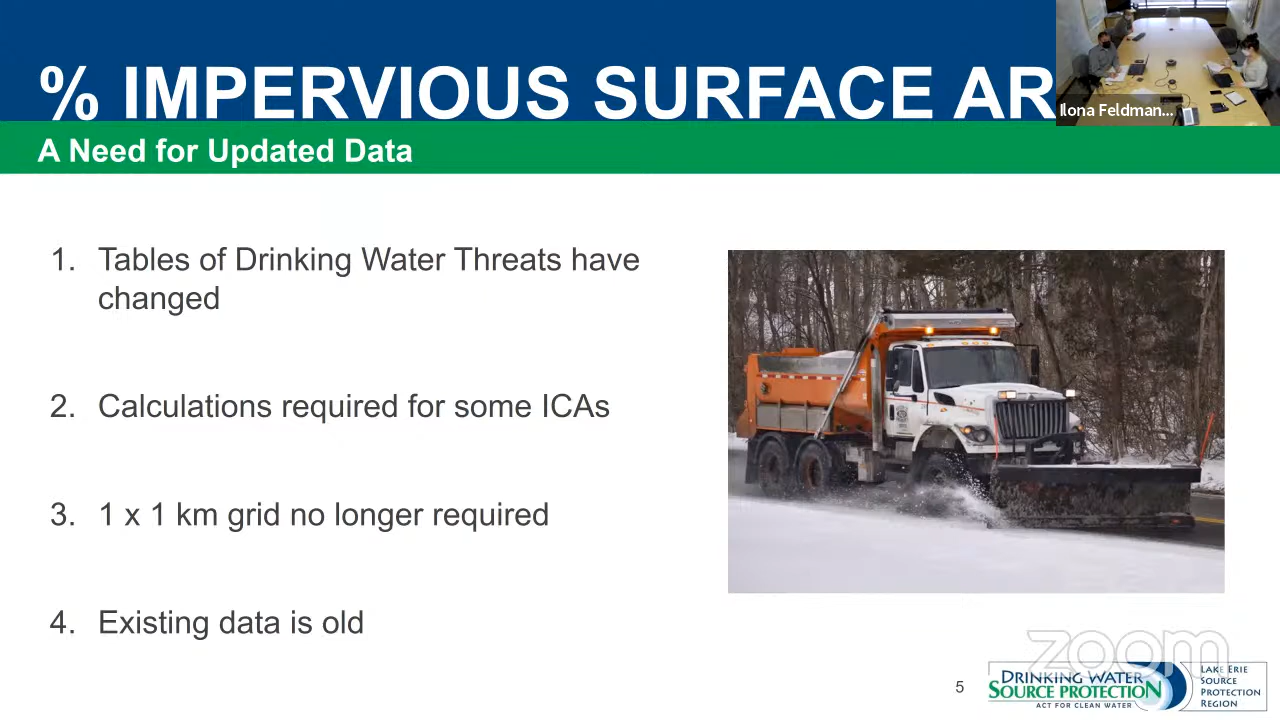 % IMPERVIOUS SURFACE AR
Ilona Feldman...
A Need for Updated Data
1. Tables of Drinking Water Threats have
changed
2. Calculations required for some ICAs
3. 1 x 1 km grid no longer required
4. Existing data is old
zoom
5
DRINKING WATER
SOURCE PROTECTION
ACT FOR CLEAN WATER
LAKE ERIE
SOURCE
PROTECTION
REGION